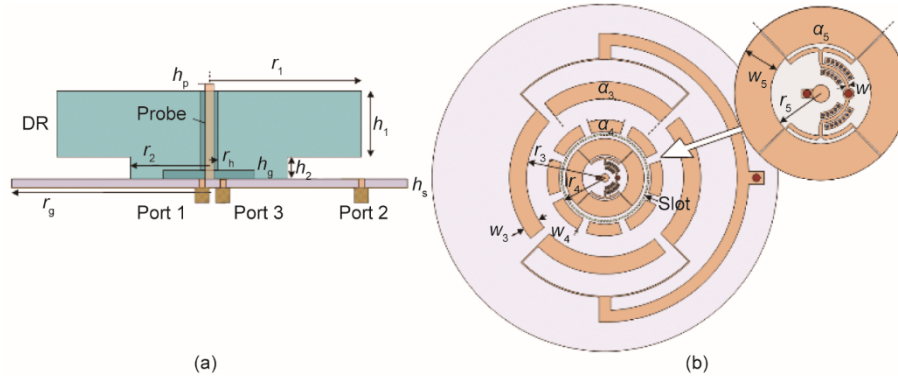 h_p
r_1
DR
Probe
h_1
r_2
r_h
h_g
h_2
r_g
h_s
Port 1
Port 3
Port 2
(a)
α_3
α_4
r_3
r_4
Slot
w_3
w_4
α_5
w_5
r_5
w
(b)